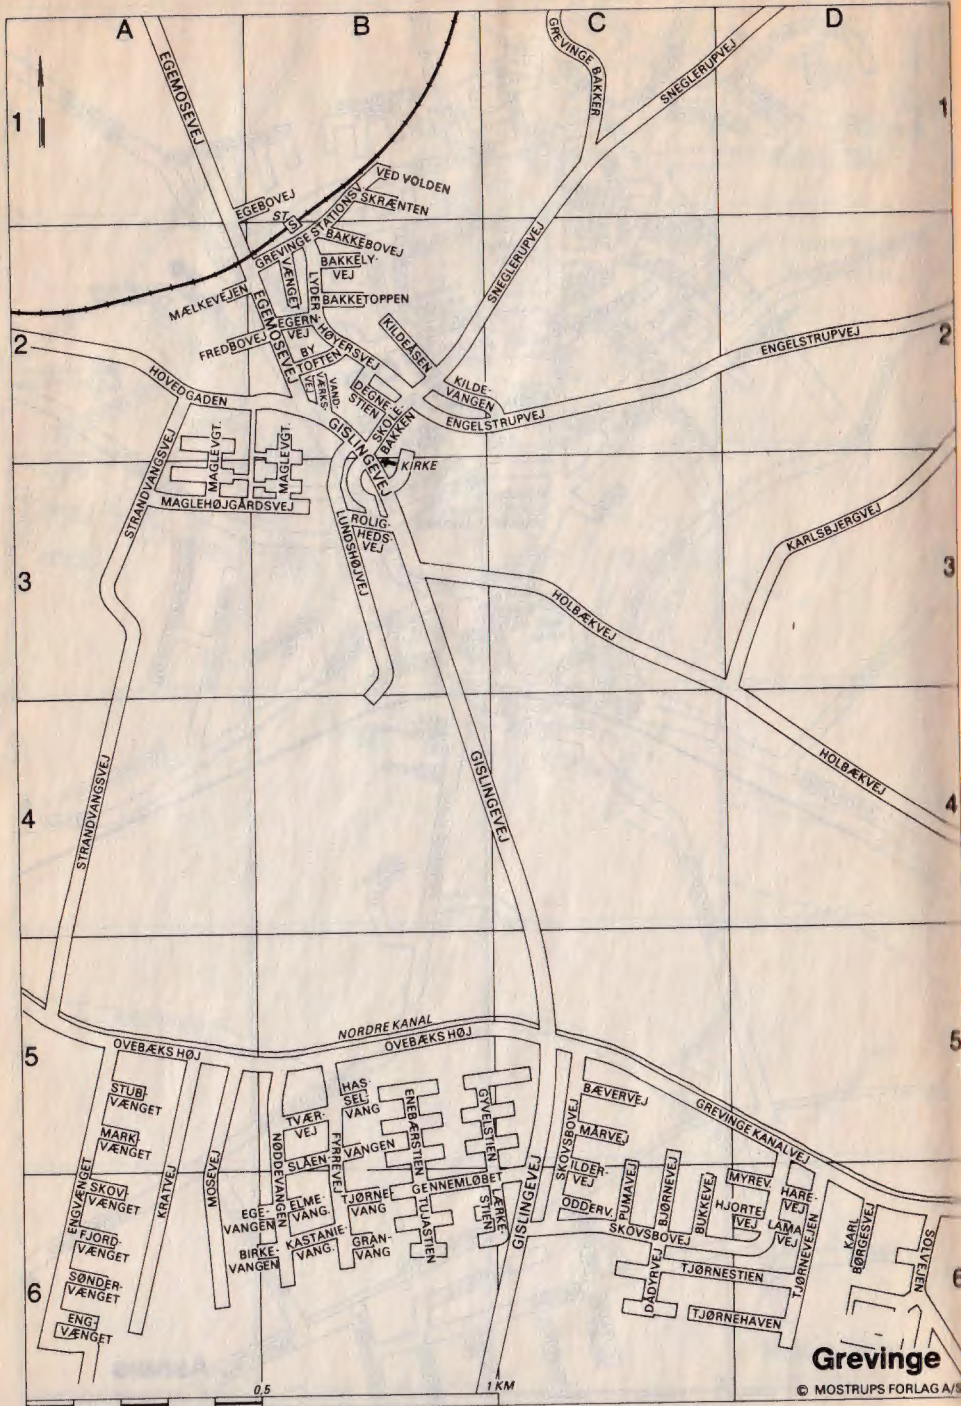 A
B
C
D
1
1
2
2
3
3
4
4
5
5
6
6
EGEMOSEVEJ
GREVINGE BAKKER
SNEGLERUPVEJ
VED VOLDEN
SKRÆNTEN
EGEBOVEJ
ST.
S
GREVINGE STATIONSV.
BAKKEBOVEJ
BAKKELY-
VEJ
VÆNGET
LYDER
HØYERSVEJ
BAKKETOPPEN
SNEGLERUPVEJ
MÆLKEVEJEN
EGEMOSEVEJ
EGERN-
VEJ
FREDBOVEJ
BY
TOFTEN
KILDEÅSEN
ENGELSTRUPVEJ
HOVEDGADEN
VAND-
VÆRKS-
VEJ
DEGNE-
STIEN
KILDE-
VANGEN
ENGELSTRUPVEJ
SKOLE-
BAKKEN
GISLINGEVEJ
KIRKE
STRANDVANGSVEJ
MAGLEVGT.
MAGLEVGT.
MAGLEHØJGÅRDSVEJ
ROLIG-
HEDS-
VEJ
LUNDSHØJVEJ
KARLSBJERGVEJ
HOLBÆKVEJ
HOLBÆKVEJ
GISLINGEVEJ
STRANDVANGSVEJ
NORDRE KANAL
OVEBÆKS HØJ
OVEBÆKS HØJ
STUB-
VÆNGET
MARK-
VÆNGET
SKOV-
VÆNGET
FJORD-
VÆNGET
SØNDER-
VÆNGET
ENG-
VÆNGET
ENGVÆNGET
KRATVEJ
MOSEVEJ
NØDDEVANGEN
TVÆR-
VEJ
HAS-
SEL-
VANG
FYRREVEJ
SLÅEN-
VANGEN
EGE-
VANGEN
ELME-
VANG.
TJØRNE
VANG
BIRKE-
VANGEN
KASTANIE-
VANG.
GRAN-
VANG
ENEBÆRSTIEN
GYVELSTIEN
GENNEMLØBET
TUJASTIEN
LÆRKE-
STIEN
GISLINGEVEJ
SKOVSBOVEJ
BÆVERVEJ
MÅRVEJ
ILDER-
VEJ
ODDERV.
PUMAVEJ
BJØRNEVEJ
BUKKEVEJ
MYREV.
HARE-
VEJ
HJORTE
VEJ
LAMA
VEJ
SKOVSBOVEJ
GREVINGE KANALVEJ
DÅDYRVEJ
TJØRNESTIEN
TJØRNEHAVEN
TJØRNEVEJEN
KARL
BØRGESVEJ
SOLVEJEN
0,5
1 KM
Grevinge
© MOSTRUPS FORLAG A/S